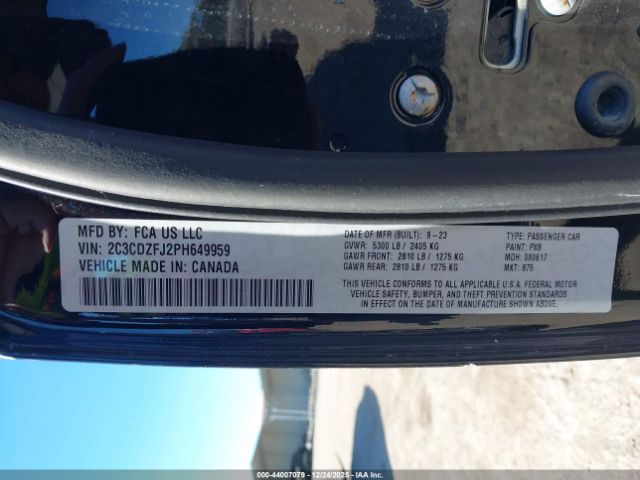 MFD BY: FCA US LLC
VIN: 2C3CDZFJ2PH649959
VEHICLE MADE IN: CANADA
DATE OF MFR (BUILT): 9-23
GVWR: 5300 LB / 2405 KG
GAWR FRONT: 2810 LB / 1275 KG
GAWR REAR: 2810 LB / 1275 KG
TYPE: PASSENGER CAR
PAINT: PX8
MDH: 090617
MKT: B75
THIS VEHICLE CONFORMS TO ALL APPLICABLE U.S.A. FEDERAL MOTOR
VEHICLE SAFETY, BUMPER, AND THEFT PREVENTION STANDARDS
IN EFFECT ON THE DATE OF MANUFACTURE SHOWN ABOVE.
000-44007079 | 12/24/2025 | IAAI.com